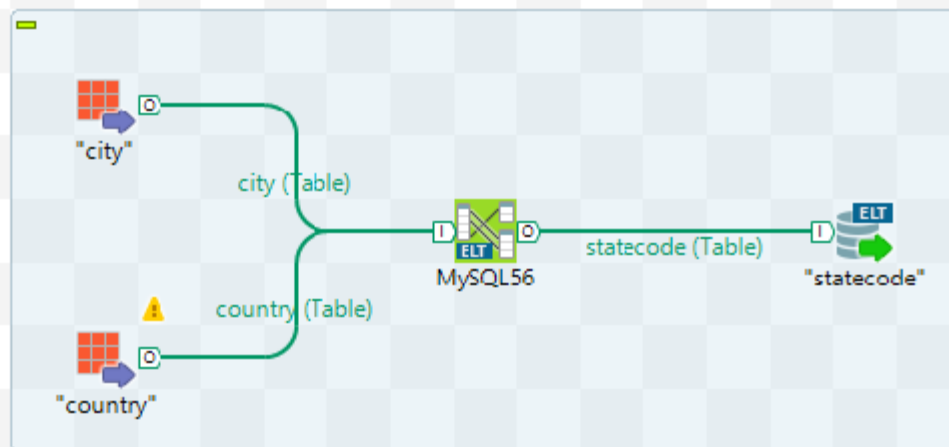 O
"city"
city (Table)
I
ELT
O
MySQL56
statecode (Table)
I
ELT
"statecode"
country (Table)
O
"country"